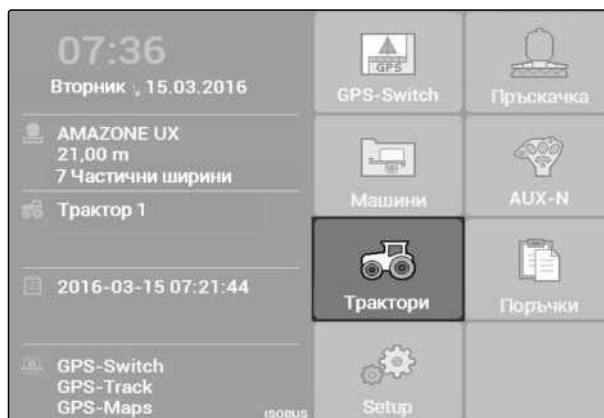 07:36
Вторник , 15.03.2016
AMAZONE UX
21,00 m
7 Частични ширини
Трактор 1
2016-03-15 07:21:44
GPS-Switch
GPS-Track
GPS-Maps
ISOBUS
GPS
GPS-Switch
Пръскачка
Машини
AUX-N
Трактори
Поръчки
Setup